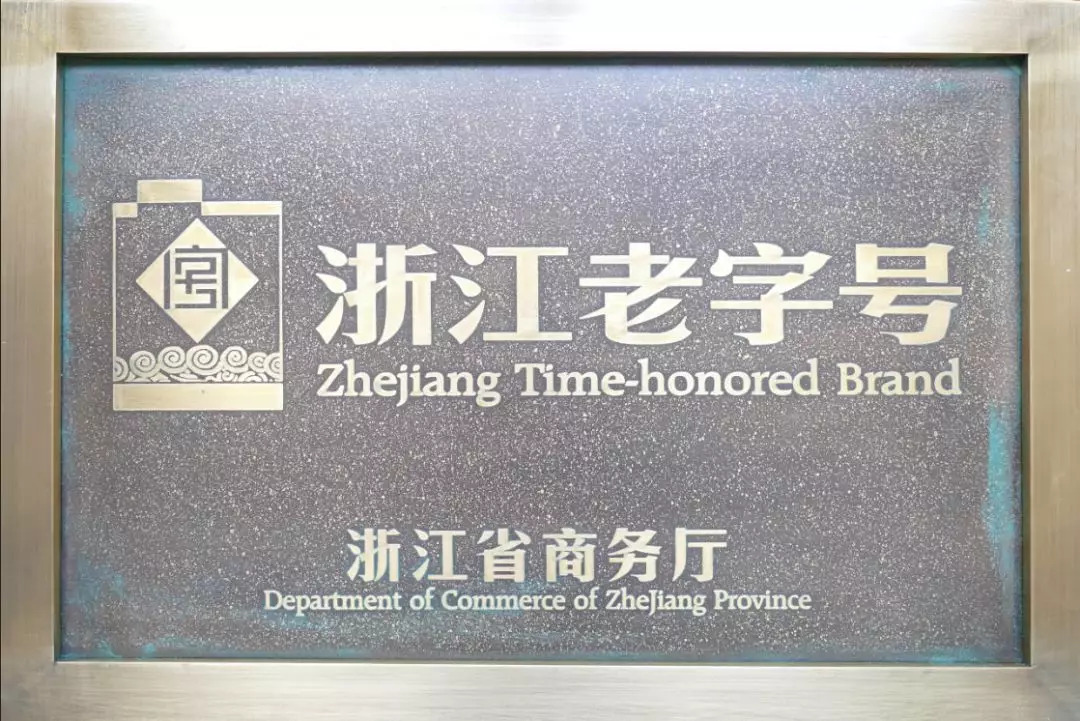 浙江老字号
Zhejiang Time-honored Brand
浙江省商务厅
Department of Commerce of ZheJiang Province